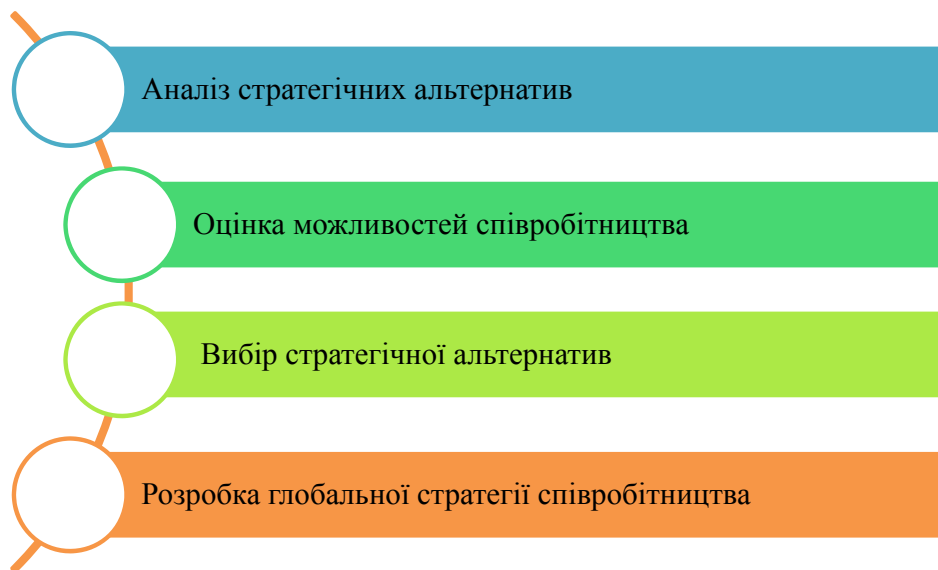 Аналіз стратегічних альтернатив
Оцінка можливостей співробітництва
Вибір стратегічної альтернатив
Розробка глобальної стратегії співробітництва